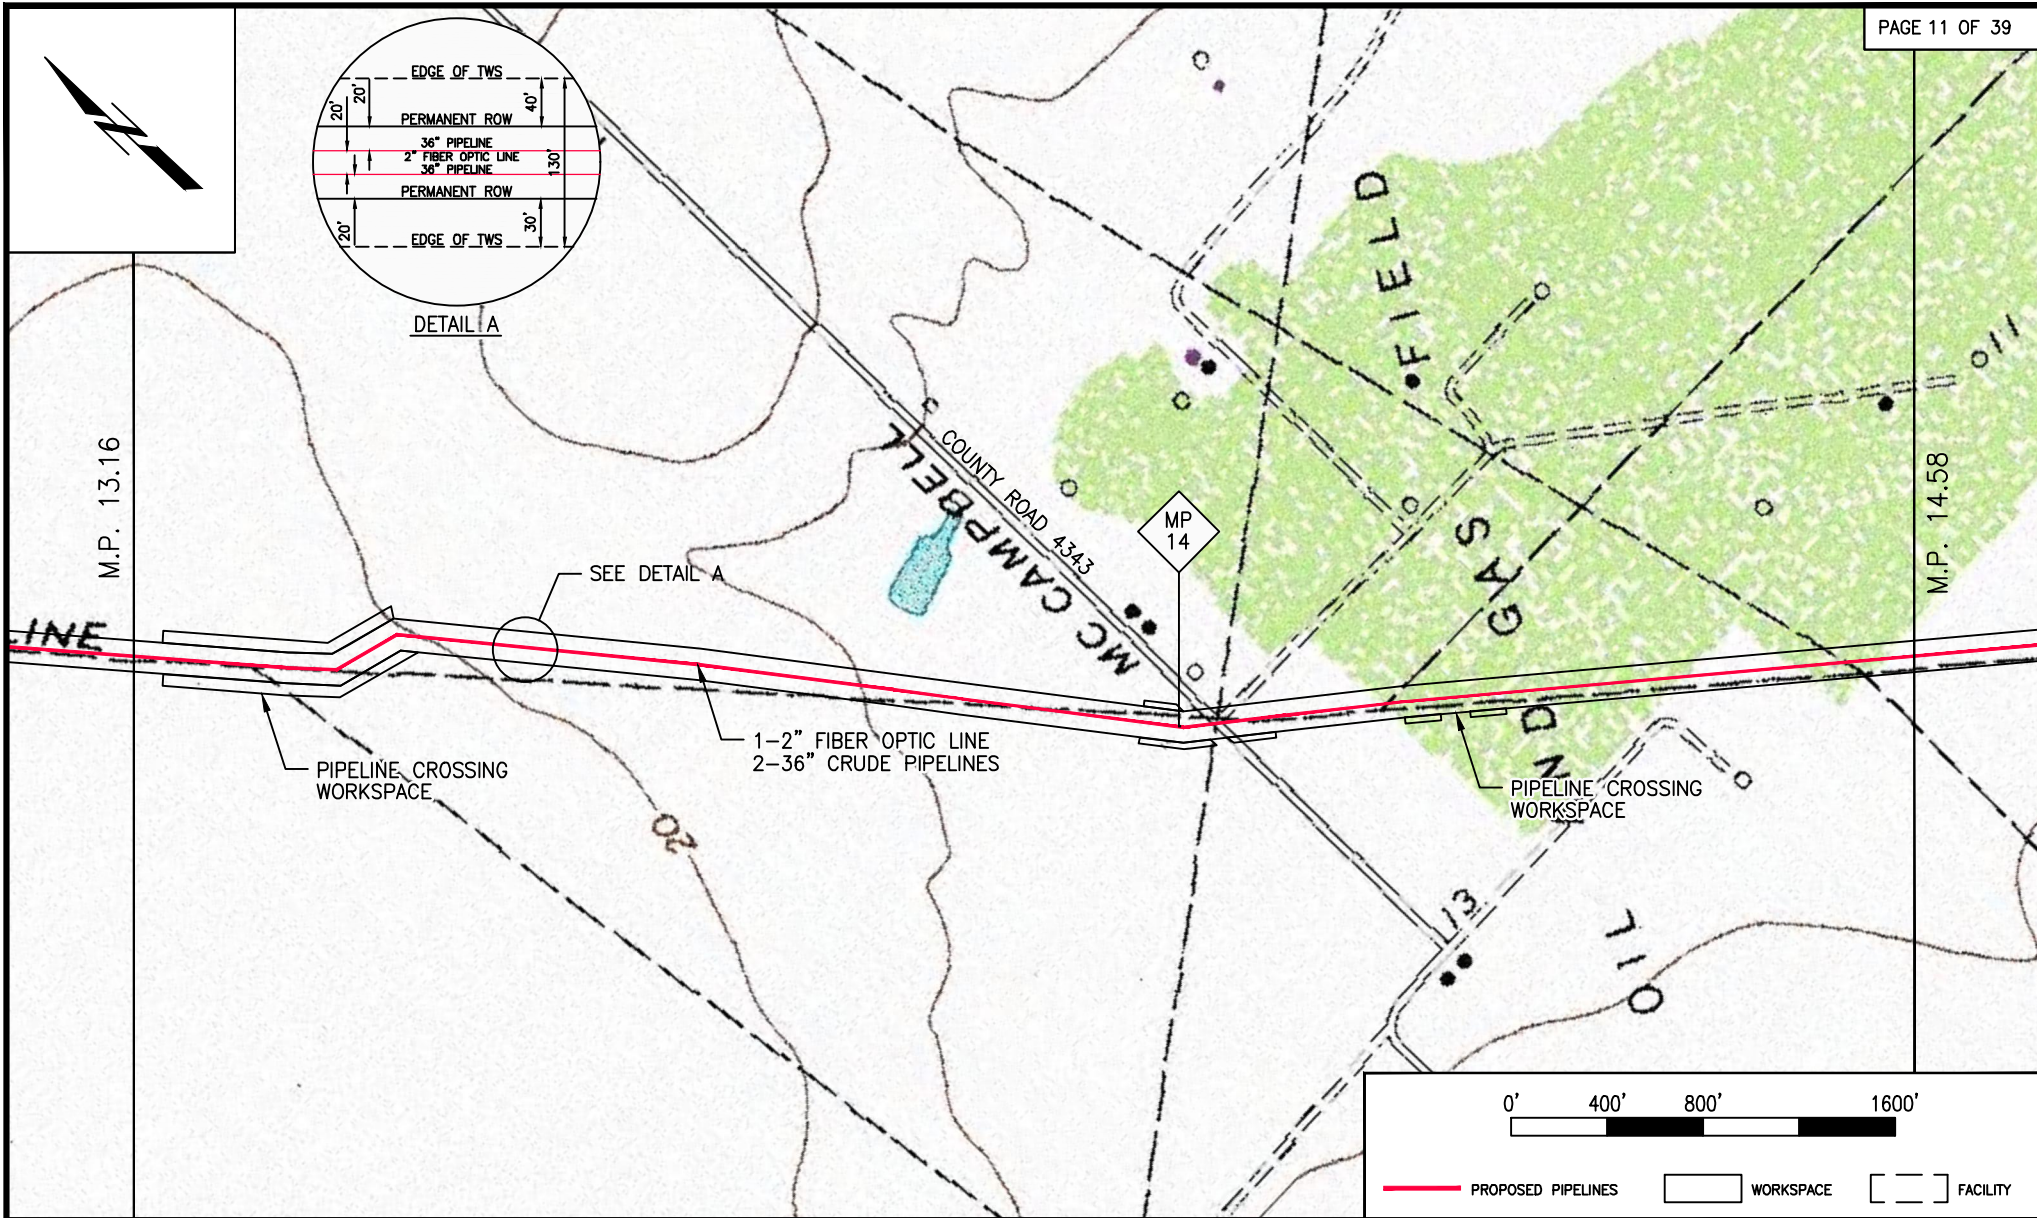 PAGE 11 OF 39
EDGE OF TWS
20'
20'
40'
PERMANENT ROW
36" PIPELINE
2" FIBER OPTIC LINE
36" PIPELINE
130'
PERMANENT ROW
20'
30'
EDGE OF TWS
DETAIL A
M.P. 13.16
M.P. 14.58
FIELD
11
COUNTY ROAD 4343
MC CAMPBELL
MP
14
SEE DETAIL A
GAS
LINE
1-2" FIBER OPTIC LINE
2-36" CRUDE PIPELINES
PIPELINE CROSSING
WORKSPACE
ND
PIPELINE CROSSING
WORKSPACE
20
13
OIL
0' 400' 800' 1600'
PROPOSED PIPELINES
WORKSPACE
FACILITY